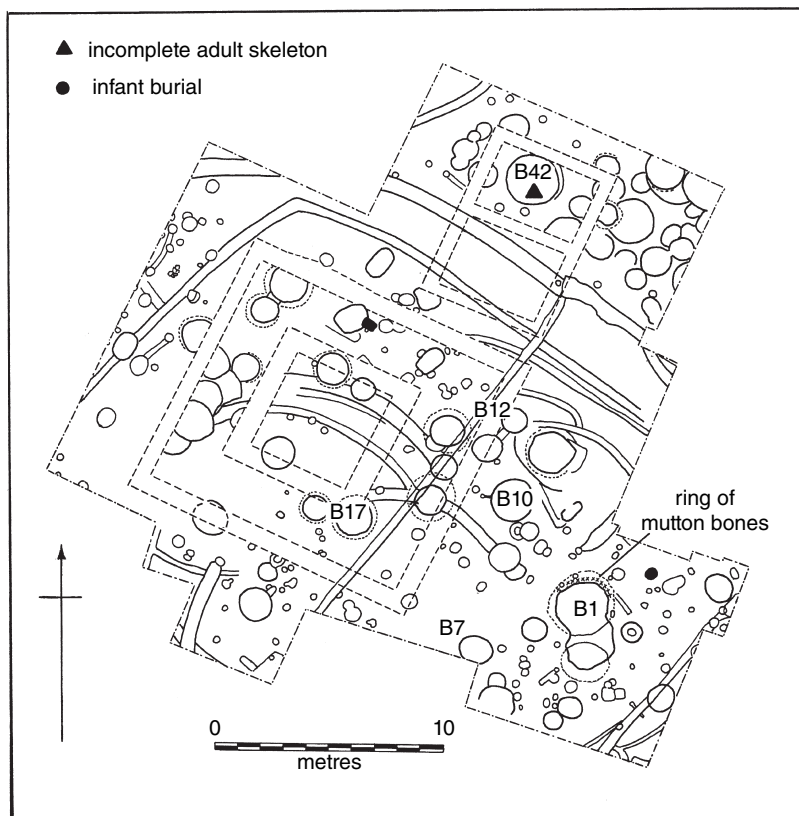 incomplete adult skeleton
infant burial
B42
B12
B10
B17
ring of
mutton bones
B1
B7
0 10
metres